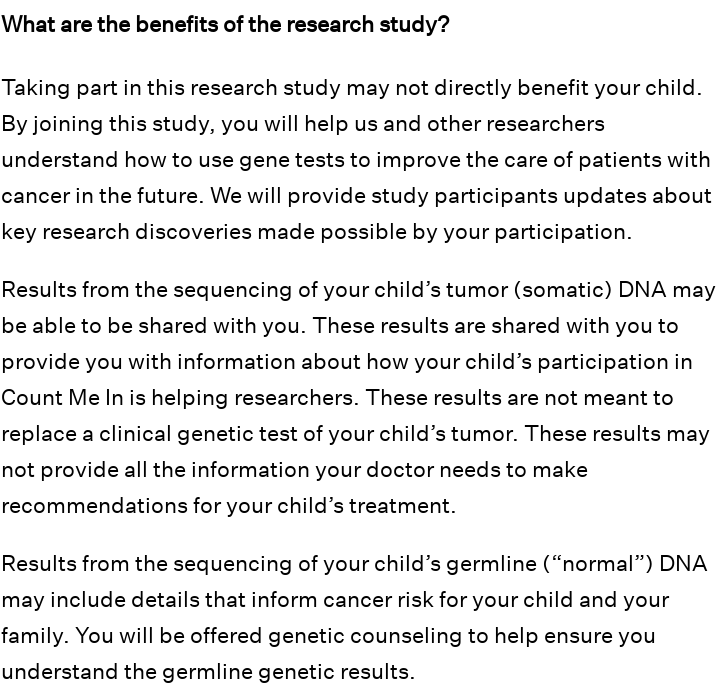 What are the benefits of the research study?
Taking part in this research study may not directly benefit your child.
By joining this study, you will help us and other researchers
understand how to use gene tests to improve the care of patients with
cancer in the future. We will provide study participants updates about
key research discoveries made possible by your participation.
Results from the sequencing of your child’s tumor (somatic) DNA may
be able to be shared with you. These results are shared with you to
provide you with information about how your child’s participation in
Count Me In is helping researchers. These results are not meant to
replace a clinical genetic test of your child’s tumor. These results may
not provide all the information your doctor needs to make
recommendations for your child’s treatment.
Results from the sequencing of your child’s germline (“normal”) DNA
may include details that inform cancer risk for your child and your
family. You will be offered genetic counseling to help ensure you
understand the germline genetic results.